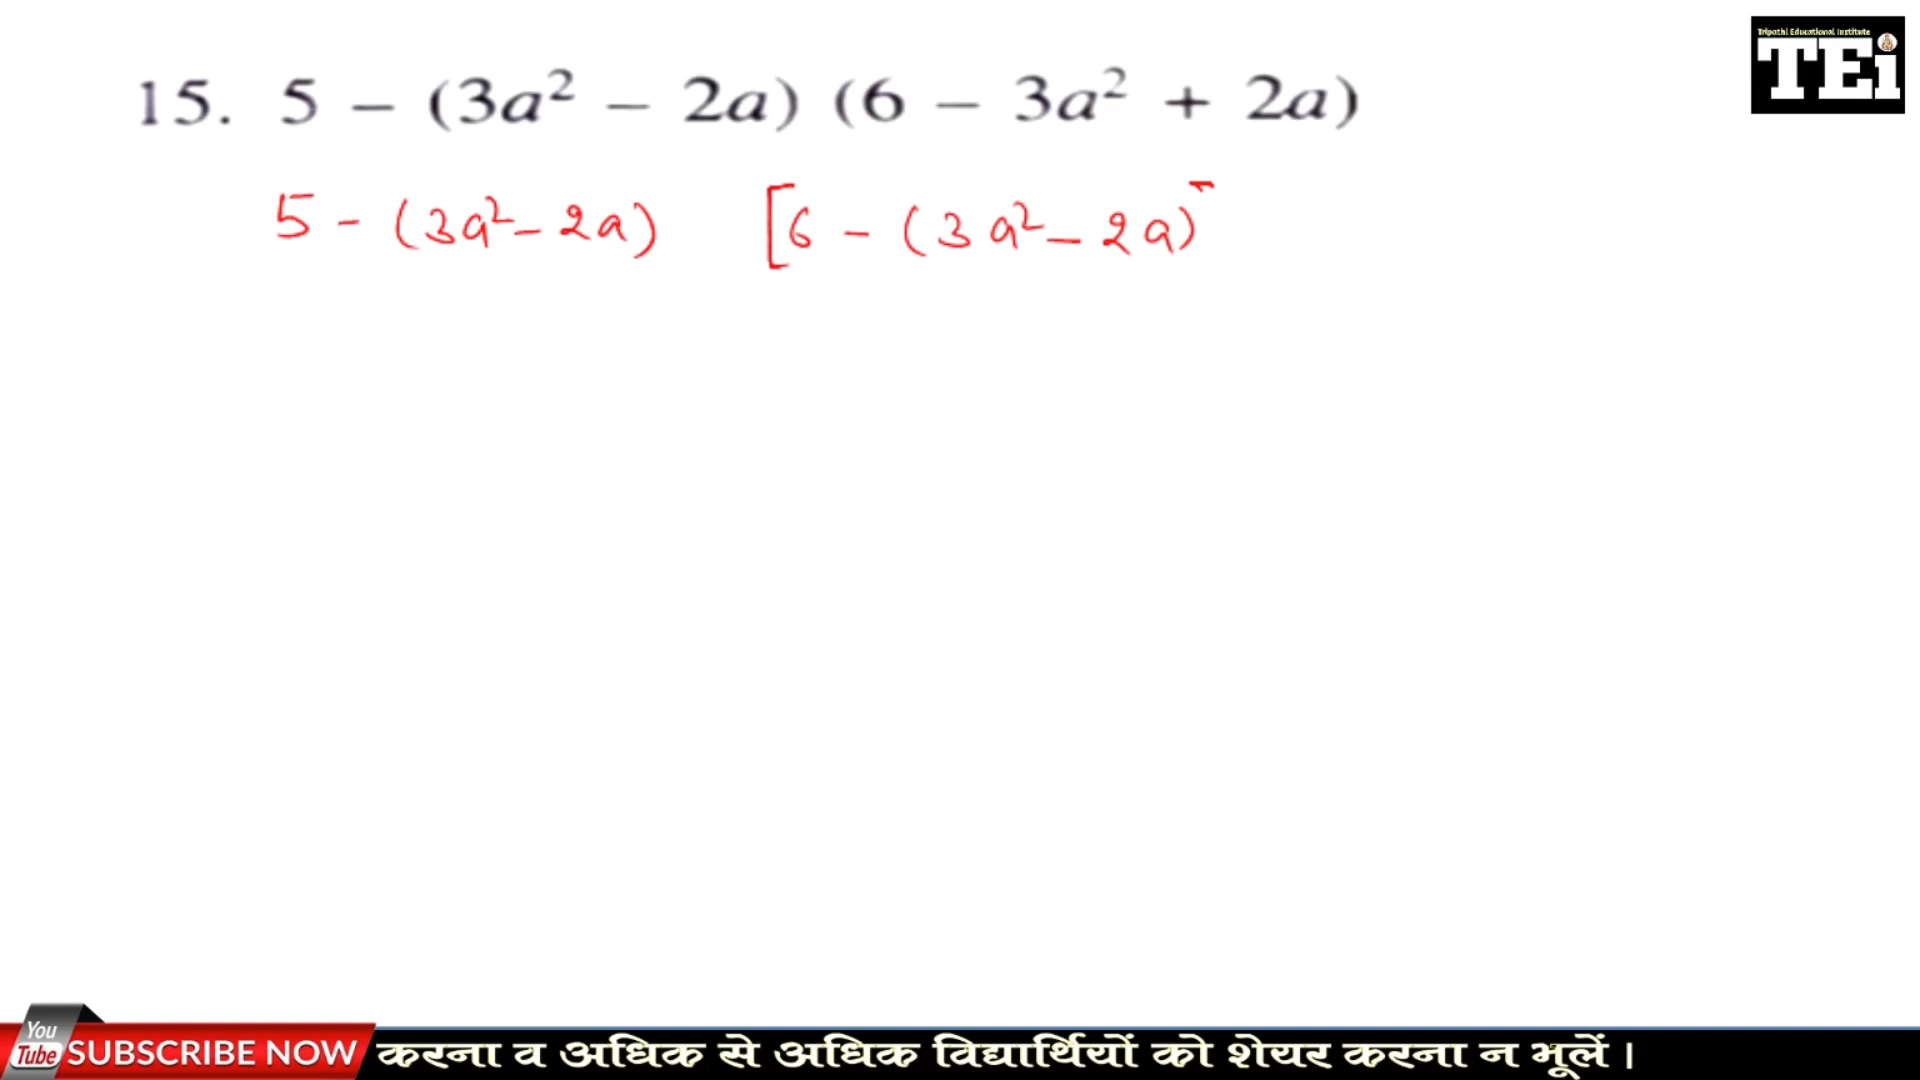 Tripathi Educational Institute
TEi
15. 5 − (3a² − 2a) (6 − 3a² + 2a)
5 - (3a² - 2a) [6 - (3a² - 2a)
You
Tube SUBSCRIBE NOW करना व अधिक से अधिक विद्यार्थियों को शेयर करना न भूलें ।